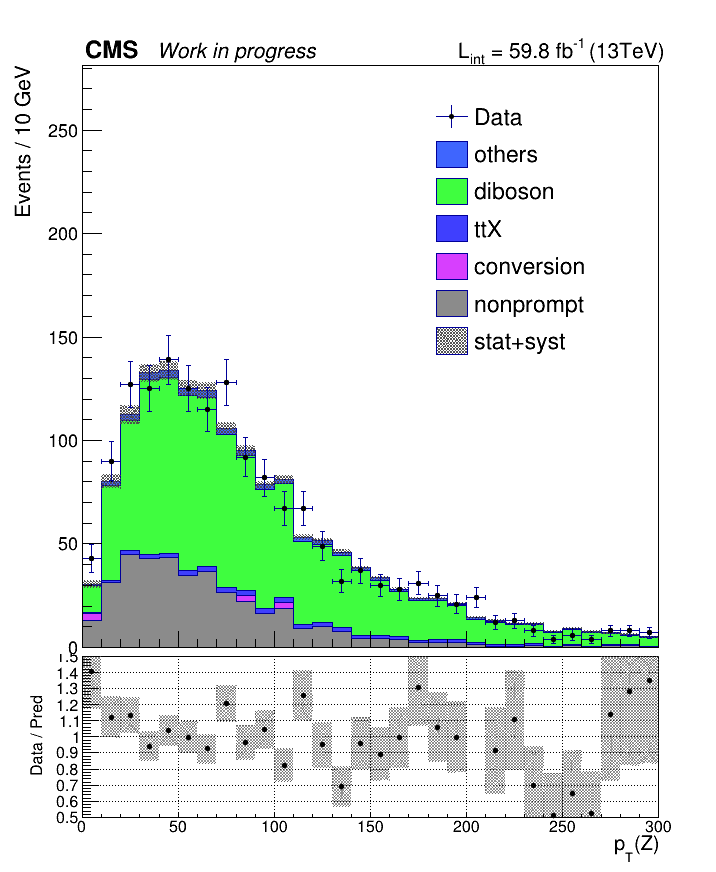 CMS Work in progress L_int = 59.8 fb^-1 (13TeV)
Events / 10 GeV
250
200
150
100
50
0
Data
others
diboson
ttX
conversion
nonprompt
stat+syst
Data / Pred
1.5
1.4
1.3
1.2
1.1
1
0.9
0.8
0.7
0.6
0.5
0 50 100 150 200 250 300
p_T(Z)